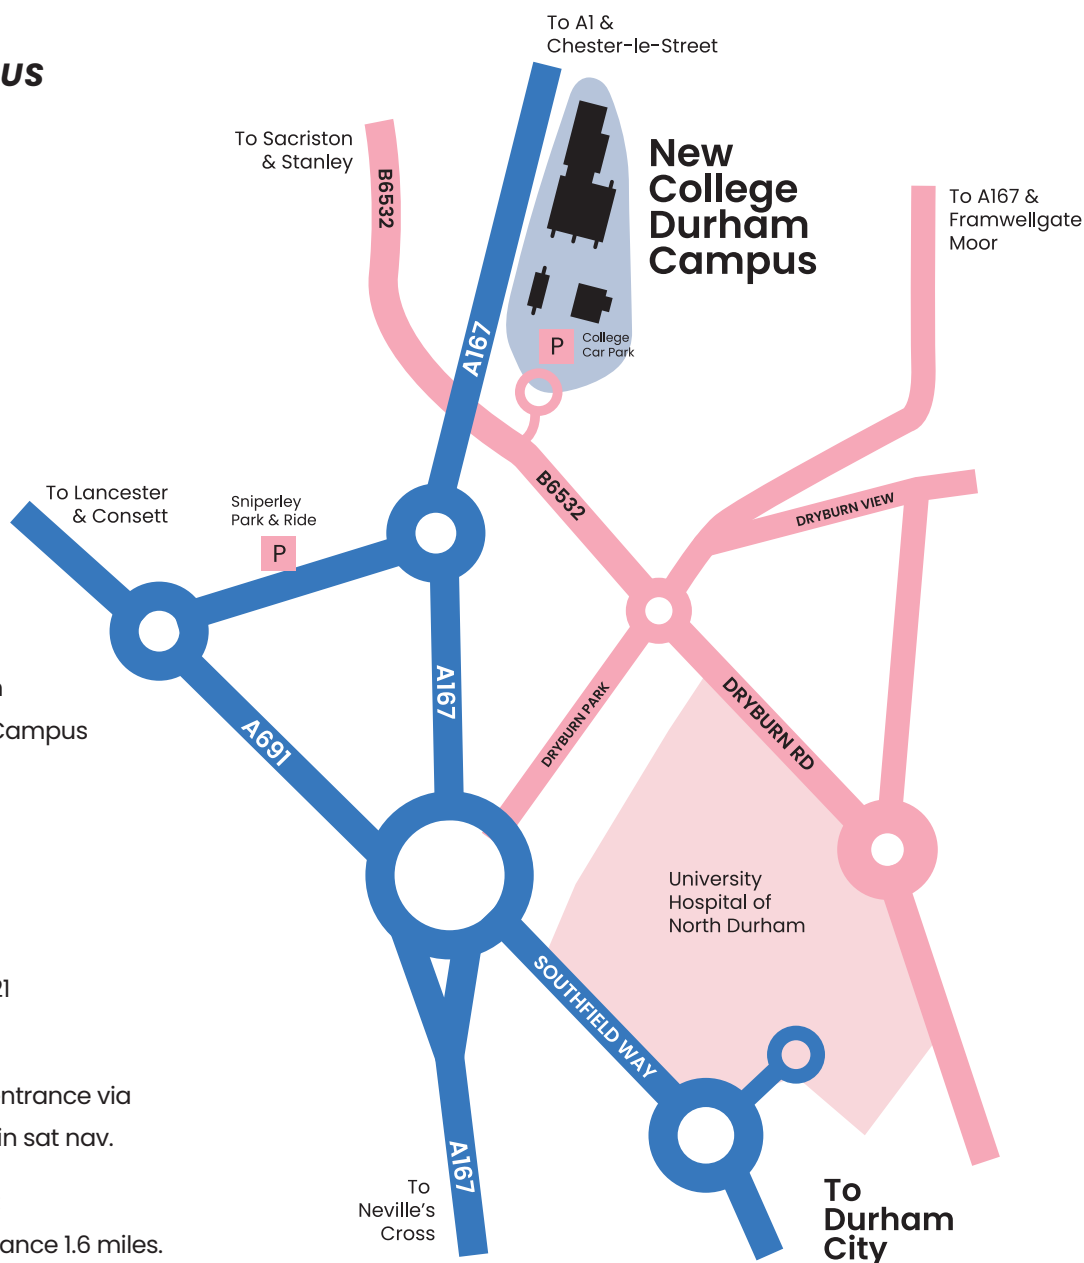 us
To A1 &
Chester-le-Street
To Sacriston
& Stanley
B6532
New
College
Durham
Campus
To A167 &
Framwellgate
Moor
A167
P
College
Car Park
To Lancester
& Consett
Sniperley
Park & Ride
P
B6532
DRYBURN VIEW
A167
DRYBURN PARK
DRYBURN RD
A691
n
Campus
University
Hospital of
North Durham
SOUTHFIELD WAY
21
entrance via
in sat nav.
A167
To
Neville's
Cross
To
Durham
City
ance 1.6 miles.